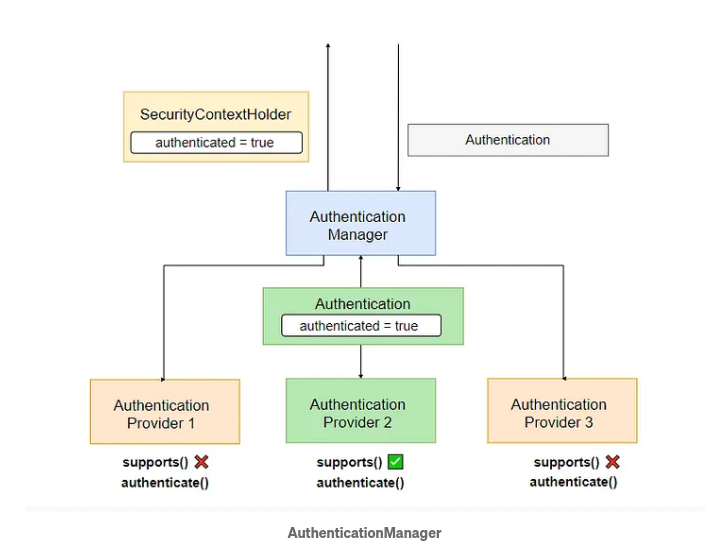 SecurityContextHolder
authenticated = true
Authentication
Authentication
Manager
Authentication
authenticated = true
Authentication
Provider 1
Authentication
Provider 2
Authentication
Provider 3
supports() ❌
authenticate()
supports() ✅
authenticate()
supports() ❌
authenticate()
AuthenticationManager